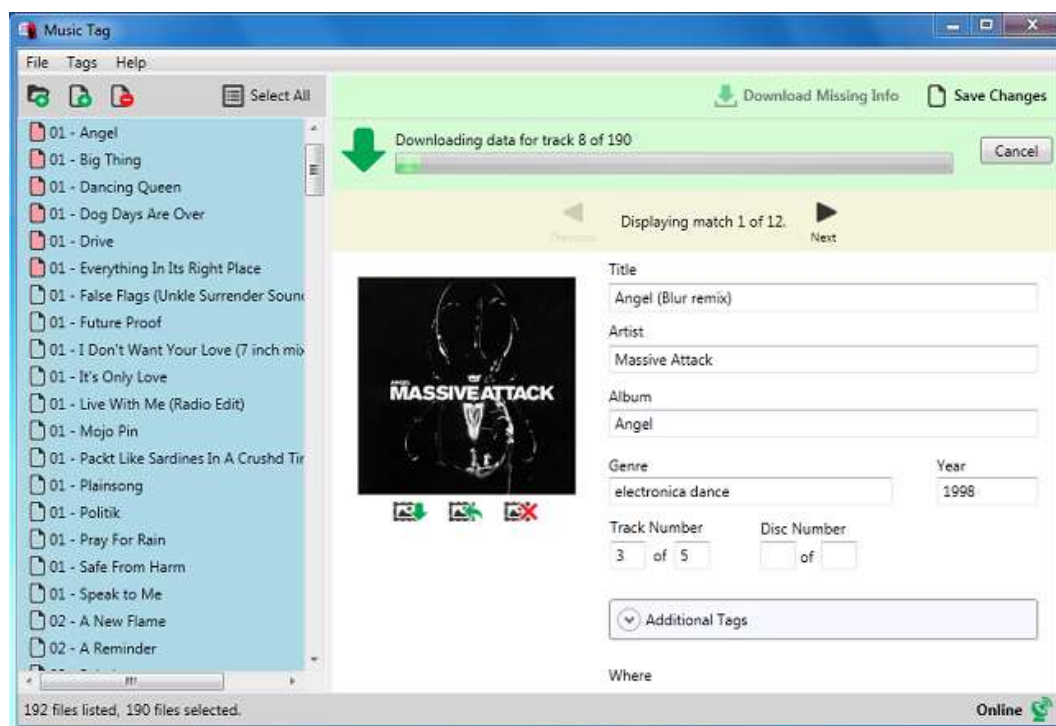 Music Tag
File Tags Help
Select All
Download Missing Info
Save Changes
Downloading data for track 8 of 190
Cancel
Previous
Displaying match 1 of 12.
Next
01 - Angel
01 - Big Thing
01 - Dancing Queen
01 - Dog Days Are Over
01 - Drive
01 - Everything In Its Right Place
01 - False Flags (Unkle Surrender Soun
01 - Future Proof
01 - I Don't Want Your Love (7 inch mix
01 - It's Only Love
01 - Live With Me (Radio Edit)
01 - Mojo Pin
01 - Packt Like Sardines In A Crushd Tin
01 - Plainsong
01 - Politik
01 - Pray For Rain
01 - Safe From Harm
01 - Speak to Me
02 - A New Flame
02 - A Reminder
ANGEL
MASSIVE ATTACK
Title
Angel (Blur remix)
Artist
Massive Attack
Album
Angel
Genre
Year
electronica dance
1998
Track Number
Disc Number
3 of 5
of
Additional Tags
Where
192 files listed, 190 files selected.
Online